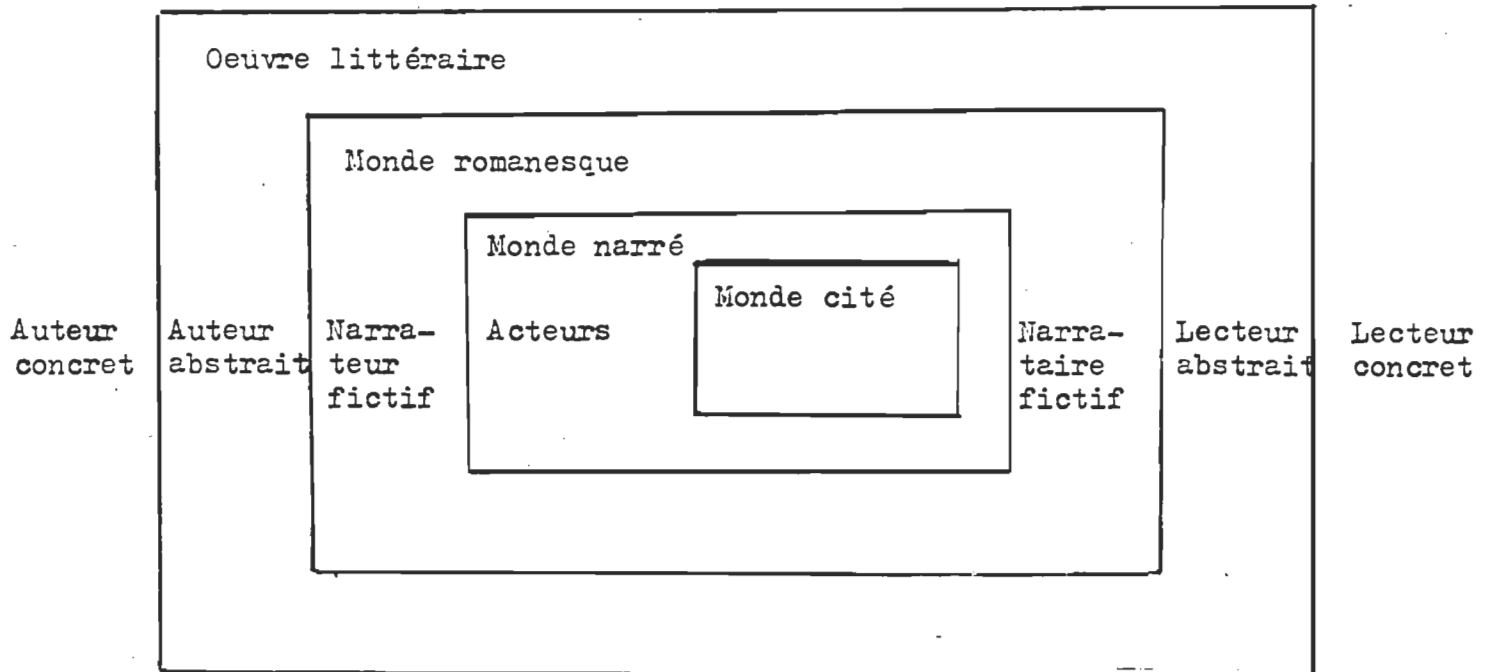 Oeuvre littéraire
Monde romanesque
Monde narré
Monde cité
Auteur
concret
Auteur
abstrait
Narra-
teur
fictif
Acteurs
Narra-
taire
fictif
Lecteur
abstrait
Lecteur
concret